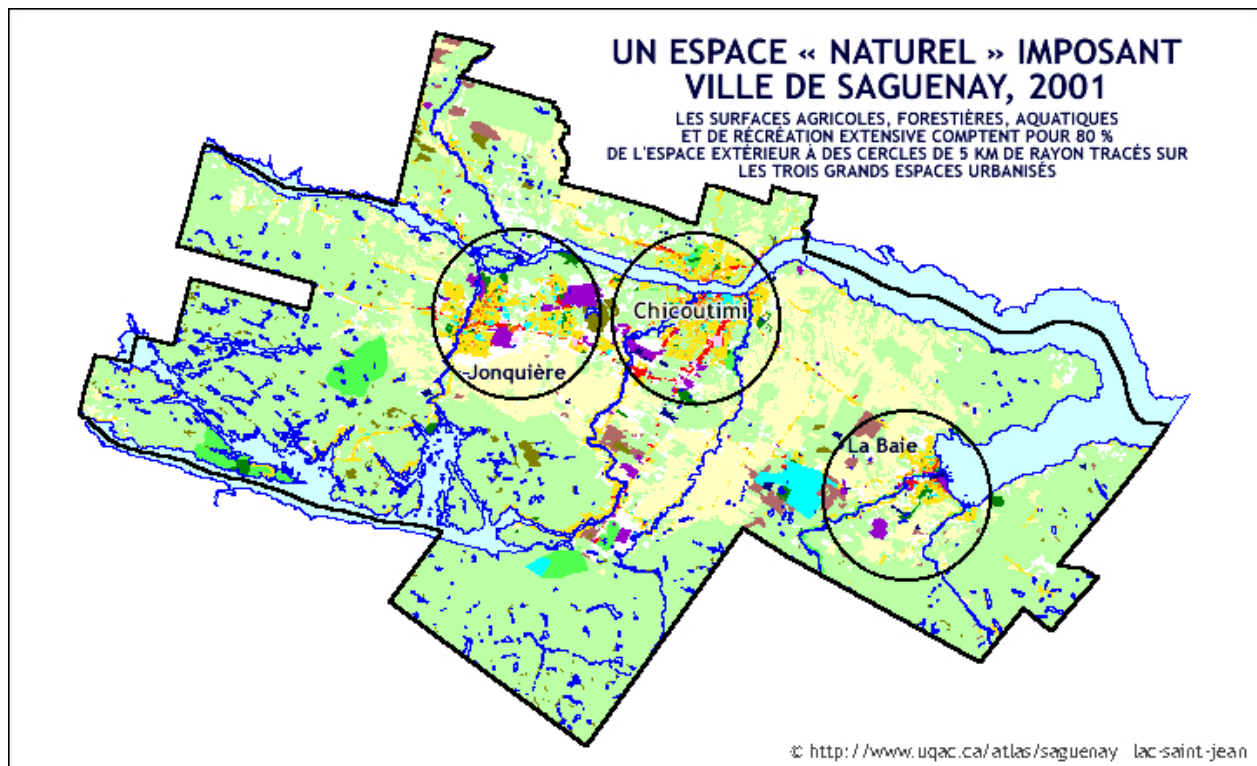 UN ESPACE « NATUREL » IMPOSANT
VILLE DE SAGUENAY, 2001
LES SURFACES AGRICOLES, FORESTIÈRES, AQUATIQUES
ET DE RÉCRÉATION EXTENSIVE COMPTENT POUR 80 %
DE L'ESPACE EXTÉRIEUR À DES CERCLES DE 5 KM DE RAYON TRACÉS SUR
LES TROIS GRANDS ESPACES URBANISÉS
Chicoutimi
Jonquière
La Baie
© http://www.uqac.ca/atlas/saguenay lac-saint-jean